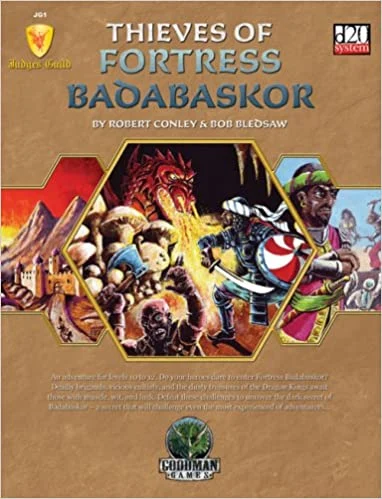 JG1
Judges Guild
d20
system
THIEVES OF
FORTRESS
BADABASKOR
BY ROBERT CONLEY & BOB BLEDSAW
An adventure for levels 10 to 12. Do your heroes dare to enter Fortress Badabaskor?
Deadly brigands, vicious cultists, and the dusty treasures of the Dragon Kings await
those with muscle, wit, and luck. Defeat these challenges to uncover the dark secret of
Badabaskor – a secret that will challenge even the most experienced of adventurers...
GOODMAN
GAMES